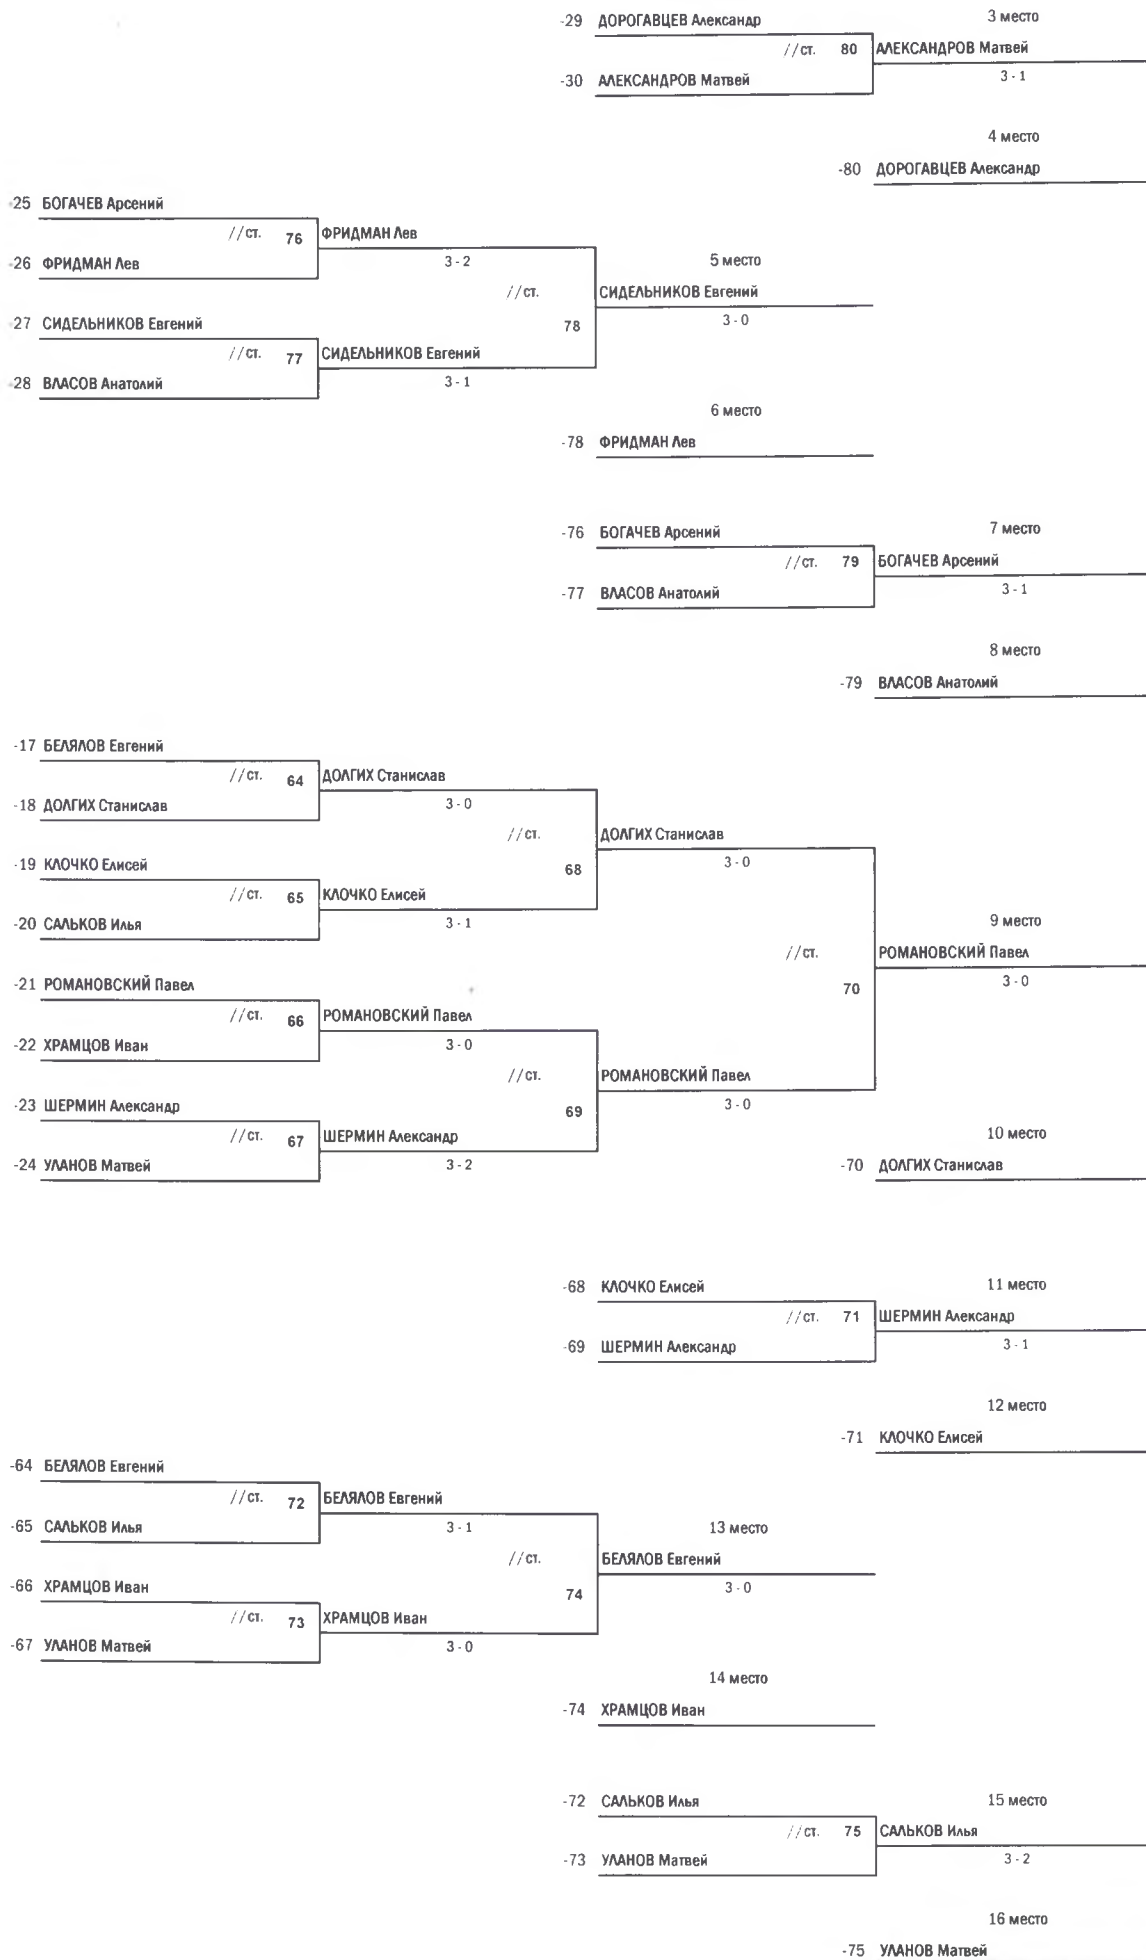 -29 ДОРОГАВЦЕВ Александр
3 место
//ст. 80 АЛЕКСАНДРОВ Матвей
-30 АЛЕКСАНДРОВ Матвей
3 - 1
4 место
-80 ДОРОГАВЦЕВ Александр
-25 БОГАЧЕВ Арсений
//ст. 76 ФРИДМАН Лев
-26 ФРИДМАН Лев
3 - 2
5 место
//ст. СИДЕЛЬНИКОВ Евгений
-27 СИДЕЛЬНИКОВ Евгений
78
3 - 0
//ст. 77 СИДЕЛЬНИКОВ Евгений
-28 ВЛАСОВ Анатолий
3 - 1
6 место
-78 ФРИДМАН Лев
-76 БОГАЧЕВ Арсений
7 место
//ст. 79 БОГАЧЕВ Арсений
-77 ВЛАСОВ Анатолий
3 - 1
8 место
-79 ВЛАСОВ Анатолий
-17 БЕЛЯЛОВ Евгений
//ст. 64 ДОЛГИХ Станислав
-18 ДОЛГИХ Станислав
3 - 0
//ст. ДОЛГИХ Станислав
-19 КЛОЧКО Елисей
68
3 - 0
//ст. 65 КЛОЧКО Елисей
-20 САЛЬКОВ Илья
3 - 1
9 место
//ст. РОМАНОВСКИЙ Павел
-21 РОМАНОВСКИЙ Павел
70
3 - 0
//ст. 66 РОМАНОВСКИЙ Павел
-22 ХРАМЦОВ Иван
3 - 0
//ст. РОМАНОВСКИЙ Павел
-23 ШЕРМИН Александр
69
3 - 0
//ст. 67 ШЕРМИН Александр
10 место
-24 УЛАНОВ Матвей
3 - 2
-70 ДОЛГИХ Станислав
-68 КЛОЧКО Елисей
11 место
//ст. 71 ШЕРМИН Александр
-69 ШЕРМИН Александр
3 - 1
12 место
-71 КЛОЧКО Елисей
-64 БЕЛЯЛОВ Евгений
//ст. 72 БЕЛЯЛОВ Евгений
-65 САЛЬКОВ Илья
3 - 1
13 место
//ст. БЕЛЯЛОВ Евгений
-66 ХРАМЦОВ Иван
74
3 - 0
//ст. 73 ХРАМЦОВ Иван
-67 УЛАНОВ Матвей
3 - 0
14 место
-74 ХРАМЦОВ Иван
-72 САЛЬКОВ Илья
15 место
//ст. 75 САЛЬКОВ Илья
-73 УЛАНОВ Матвей
3 - 2
16 место
-75 УЛАНОВ Матвей